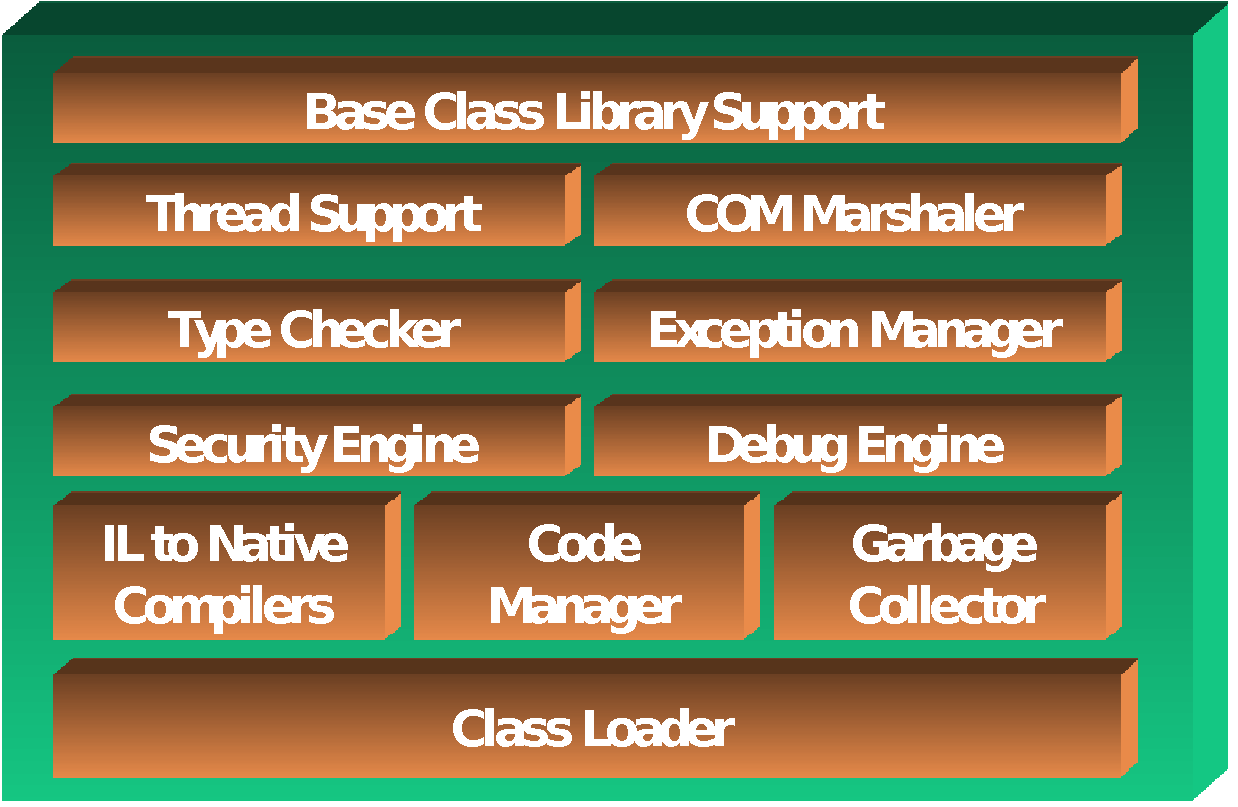 Base Class Library Support
Thread Support
COM Marshaler
Type Checker
Exception Manager
Security Engine
Debug Engine
IL to Native
Compilers
Code
Manager
Garbage
Collector
Class Loader